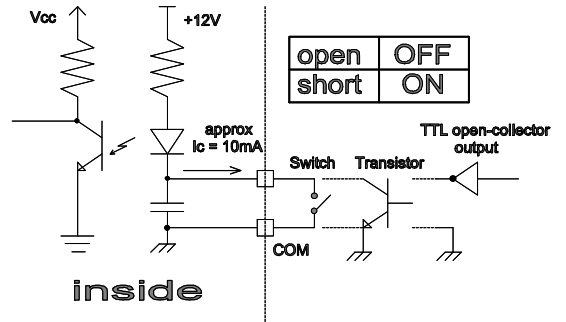 Vcc
+12V
open OFF
short ON
approx
Ic = 10mA
TTL open-collector
output
Switch
Transistor
COM
inside